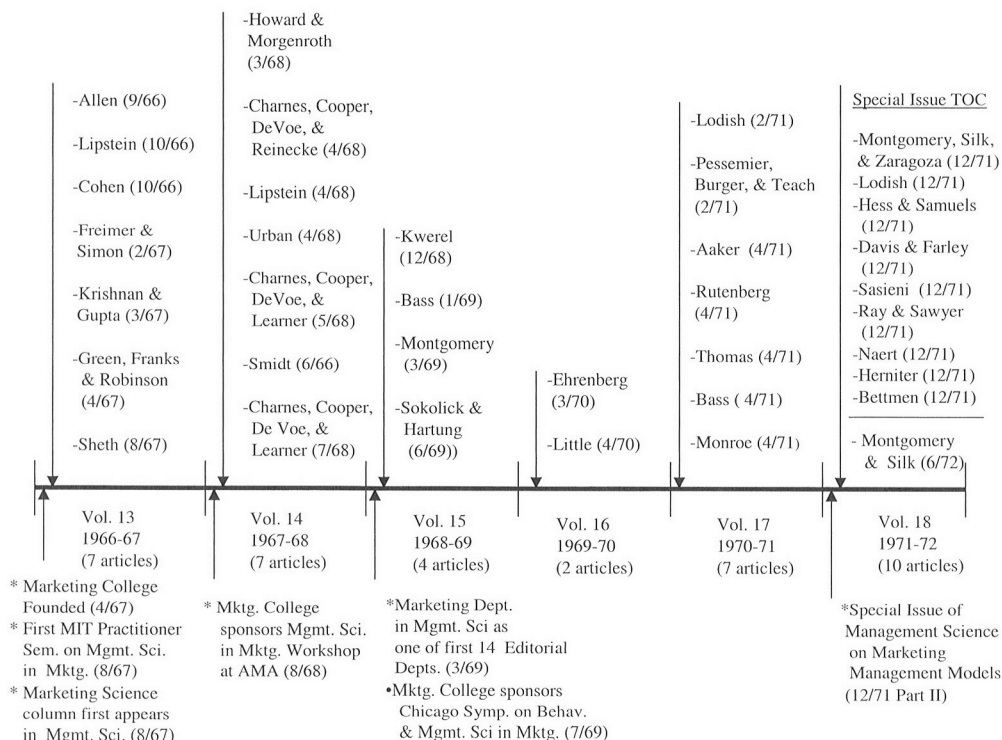 -Allen (9/66)
-Lipstein (10/66)
-Cohen (10/66)
-Freimer &
Simon (2/67)
-Krishnan &
Gupta (3/67)
-Green, Franks
& Robinson
(4/67)
-Sheth (8/67)
-Howard &
Morgenroth
(3/68)
-Charnes, Cooper,
DeVoe, &
Reinecke (4/68)
-Lipstein (4/68)
-Urban (4/68)
-Charnes, Cooper,
DeVoe, &
Learner (5/68)
-Smidt (6/66)
-Charnes, Cooper,
De Voe, &
Learner (7/68)
-Kwerel
(12/68)
-Bass (1/69)
-Montgomery
(3/69)
-Sokolick &
Hartung
(6/69))
-Ehrenberg
(3/70)
-Little (4/70)
-Lodish (2/71)
-Pessemier,
Burger, & Teach
(2/71)
-Aaker (4/71)
-Rutenberg
(4/71)
-Thomas (4/71)
-Bass ( 4/71)
-Monroe (4/71)
Special Issue TOC
-Montgomery, Silk,
& Zaragoza (12/71)
-Lodish (12/71)
-Hess & Samuels
(12/71)
-Davis & Farley
(12/71)
-Sasieni (12/71)
-Ray & Sawyer
(12/71)
-Naert (12/71)
-Herniter (12/71)
-Bettmen (12/71)
- Montgomery
& Silk (6/72)
Vol. 13
1966-67
(7 articles)
Vol. 14
1967-68
(7 articles)
Vol. 15
1968-69
(4 articles)
Vol. 16
1969-70
(2 articles)
Vol. 17
1970-71
(7 articles)
Vol. 18
1971-72
(10 articles)
* Marketing College
Founded (4/67)
* First MIT Practitioner
Sem. on Mgmt. Sci.
in Mktg. (8/67)
* Marketing Science
column first appears
in Mgmt. Sci. (8/67)
* Mktg. College
sponsors Mgmt. Sci.
in Mktg. Workshop
at AMA (8/68)
*Marketing Dept.
in Mgmt. Sci as
one of first 14 Editorial
Depts. (3/69)
•Mktg. College sponsors
Chicago Symp. on Behav.
& Mgmt. Sci in Mktg. (7/69)
*Special Issue of
Management Science
on Marketing
Management Models
(12/71 Part II)